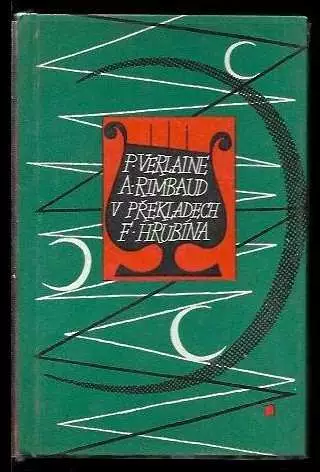 P. VERLAINE
A. RIMBAUD
V PŘEKLADECH
F. HRUBÍNA